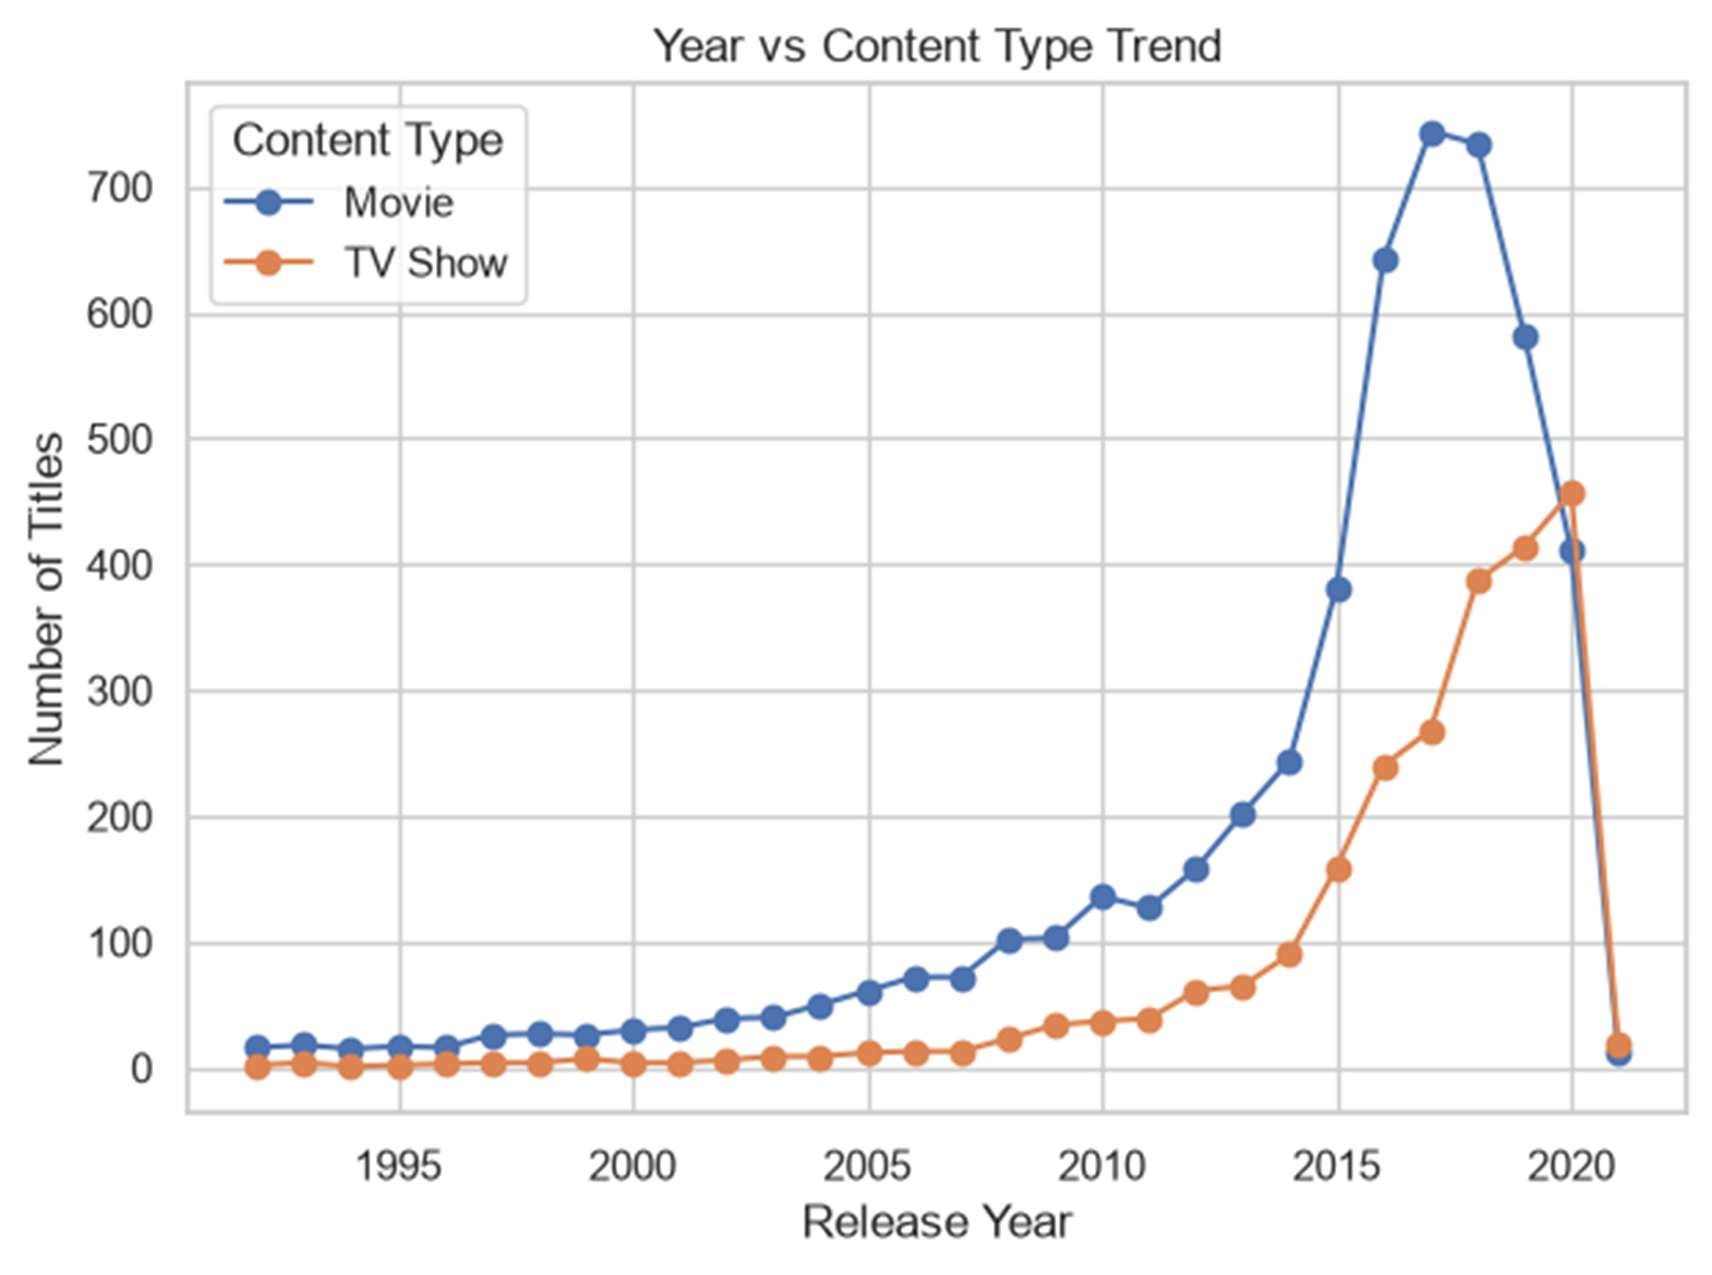 Year vs Content Type Trend
Content Type
Movie
TV Show
Number of Titles
700
600
500
400
300
200
100
0
1995 2000 2005 2010 2015 2020
Release Year